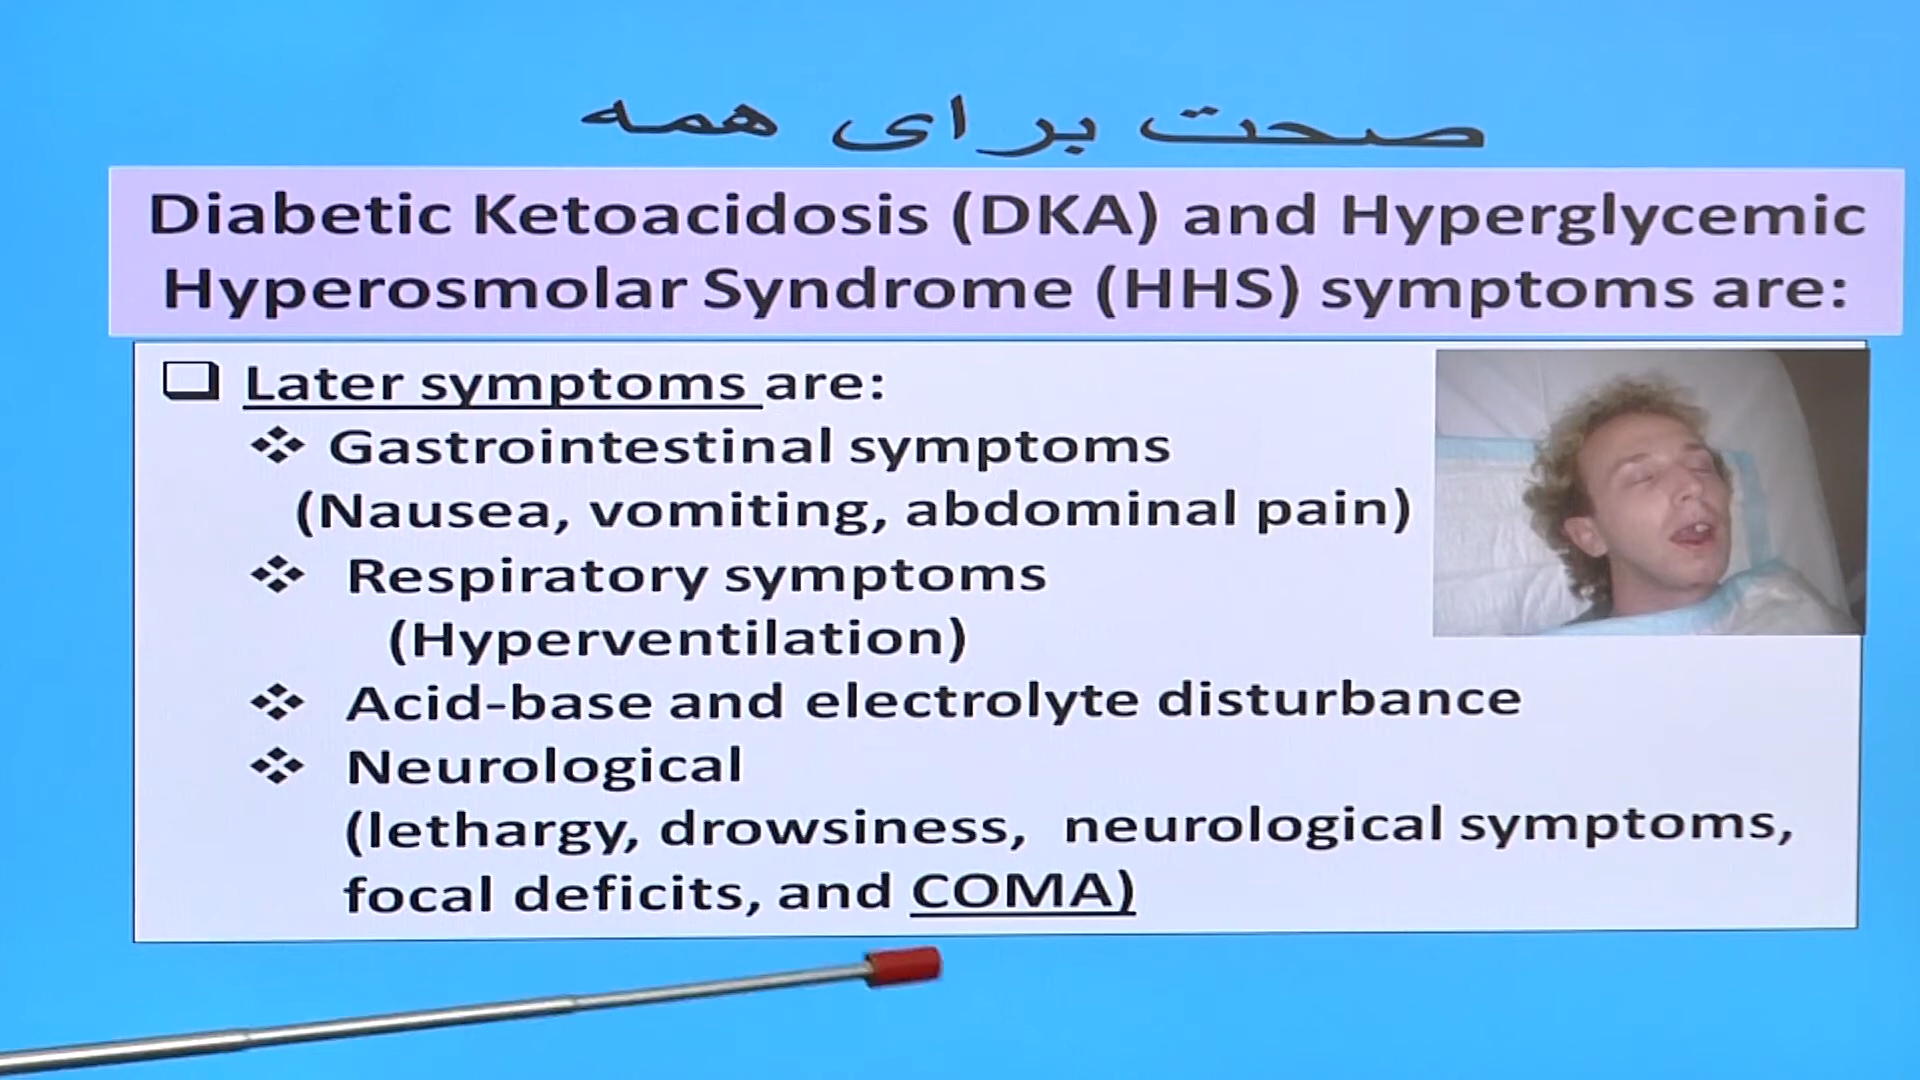 صحت برای همه
Diabetic Ketoacidosis (DKA) and Hyperglycemic
Hyperosmolar Syndrome (HHS) symptoms are:
Later symptoms are:
Gastrointestinal symptoms
(Nausea, vomiting, abdominal pain)
Respiratory symptoms
(Hyperventilation)
Acid-base and electrolyte disturbance
Neurological
(lethargy, drowsiness, neurological symptoms,
focal deficits, and COMA)